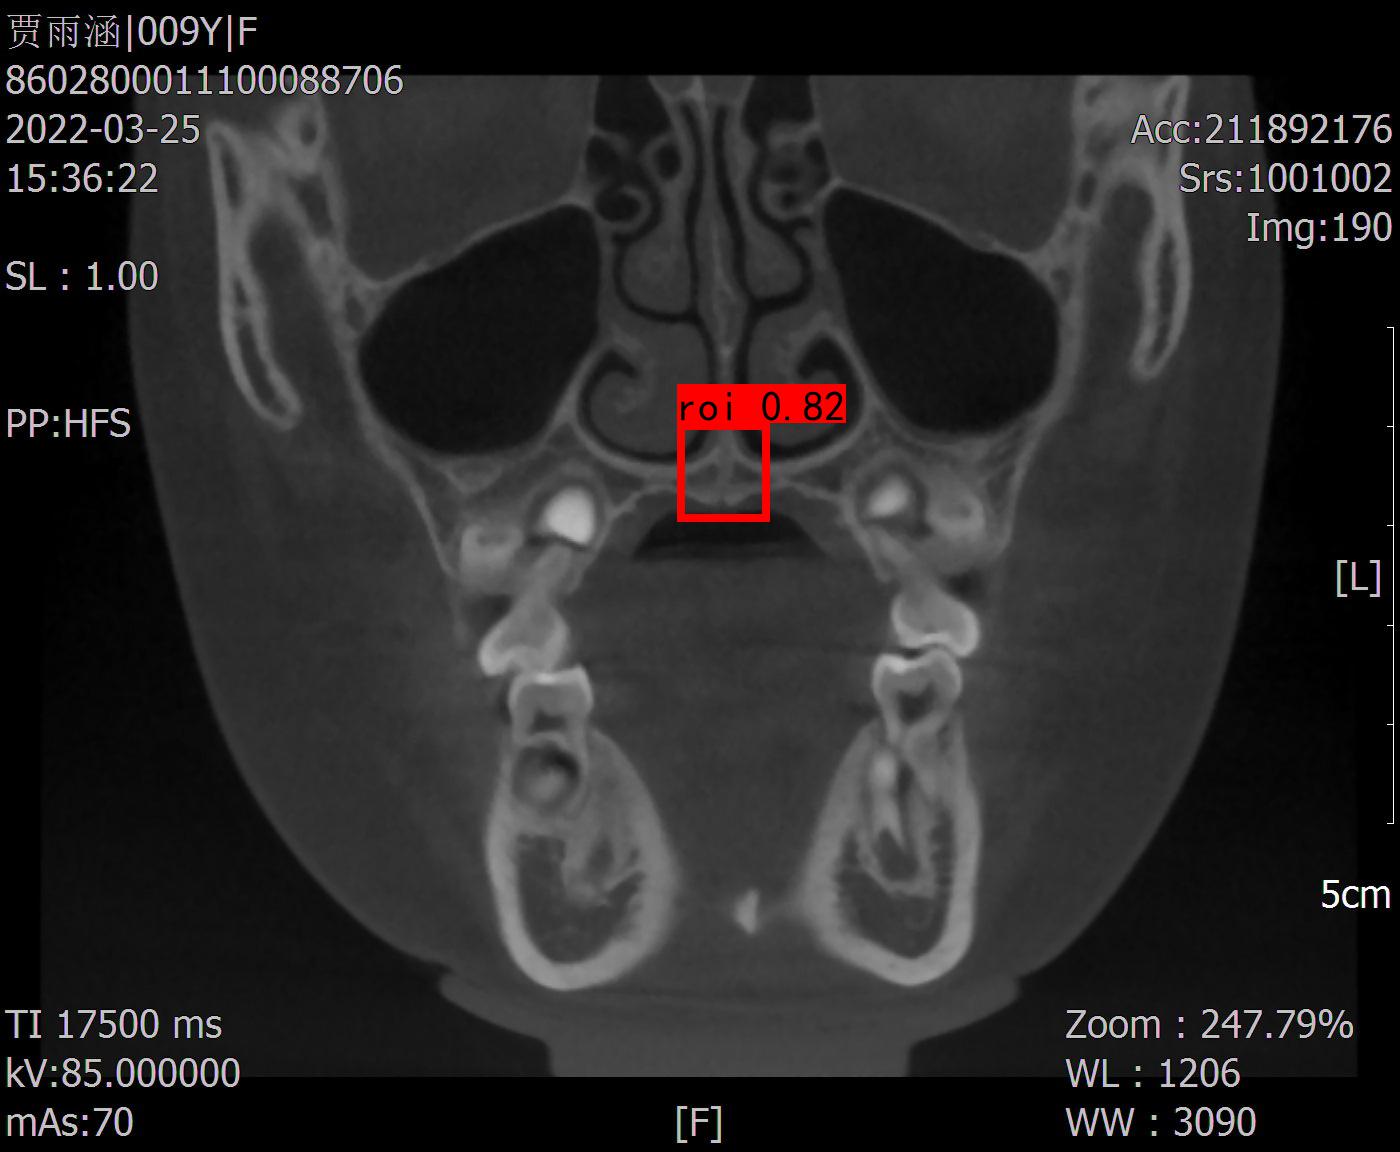 贾雨涵|009Y|F
8602800011100088706
2022-03-25
15:36:22
SL : 1.00
PP:HFS
Acc:211892176
Srs:1001002
Img:190
roi 0.82
[L]
5cm
TI 17500 ms
kV:85.000000
mAs:70
[F]
Zoom : 247.79%
WL : 1206
WW : 3090